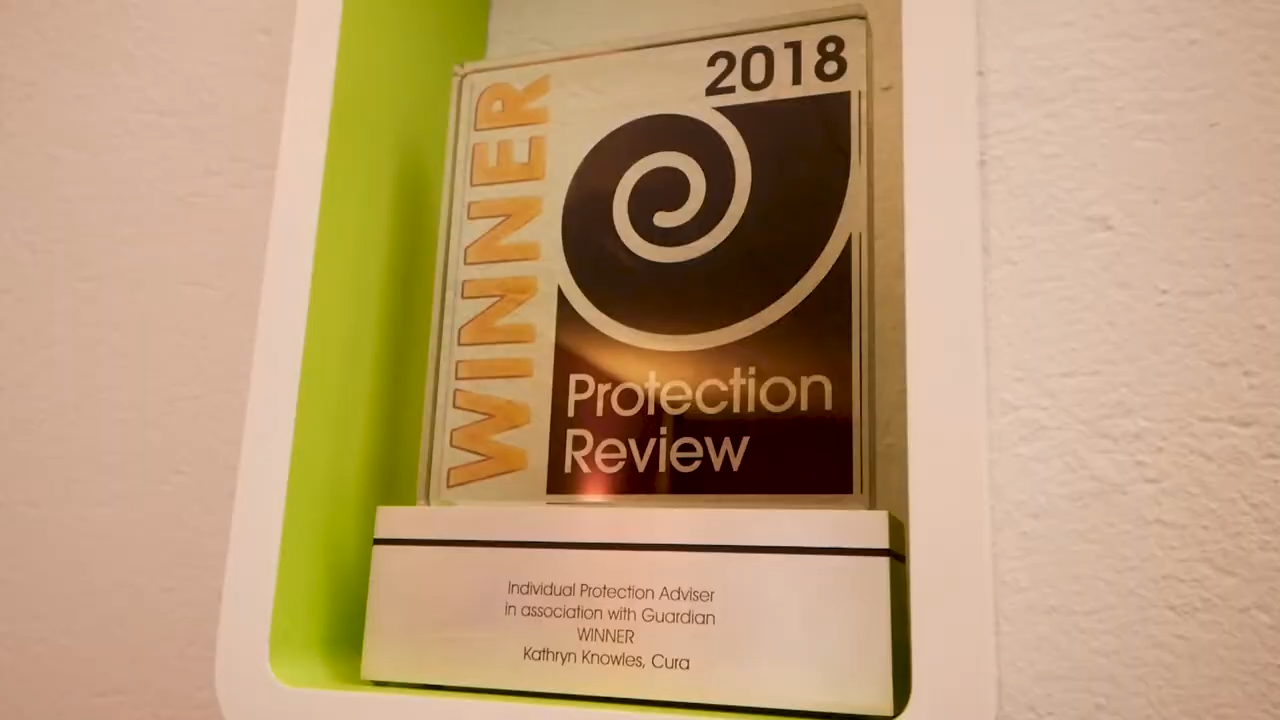 2018
WINNER
Protection
Review
Individual Protection Adviser
in association with Guardian
WINNER
Kathryn Knowles, Cura